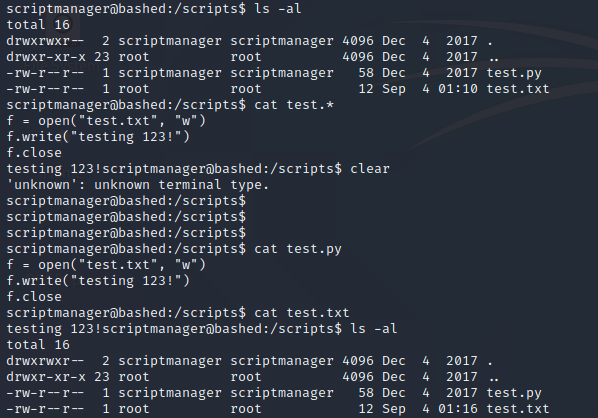 scriptmanager@bashed:/scripts$ ls -al
total 16
drwxrwxr--  2 scriptmanager scriptmanager 4096 Dec  4  2017 .
drwxr-xr-x 23 root          root          4096 Dec  4  2017 ..
-rw-r--r--  1 scriptmanager scriptmanager   58 Dec  4  2017 test.py
-rw-r--r--  1 root          root            12 Sep  4 01:10 test.txt
scriptmanager@bashed:/scripts$ cat test.*
f = open("test.txt", "w")
f.write("testing 123!")
f.close
testing 123!scriptmanager@bashed:/scripts$ clear
'unknown': unknown terminal type.
scriptmanager@bashed:/scripts$
scriptmanager@bashed:/scripts$
scriptmanager@bashed:/scripts$
scriptmanager@bashed:/scripts$ cat test.py
f = open("test.txt", "w")
f.write("testing 123!")
f.close
scriptmanager@bashed:/scripts$ cat test.txt
testing 123!scriptmanager@bashed:/scripts$ ls -al
total 16
drwxrwxr--  2 scriptmanager scriptmanager 4096 Dec  4  2017 .
drwxr-xr-x 23 root          root          4096 Dec  4  2017 ..
-rw-r--r--  1 scriptmanager scriptmanager   58 Dec  4  2017 test.py
-rw-r--r--  1 root          root            12 Sep  4 01:16 test.txt